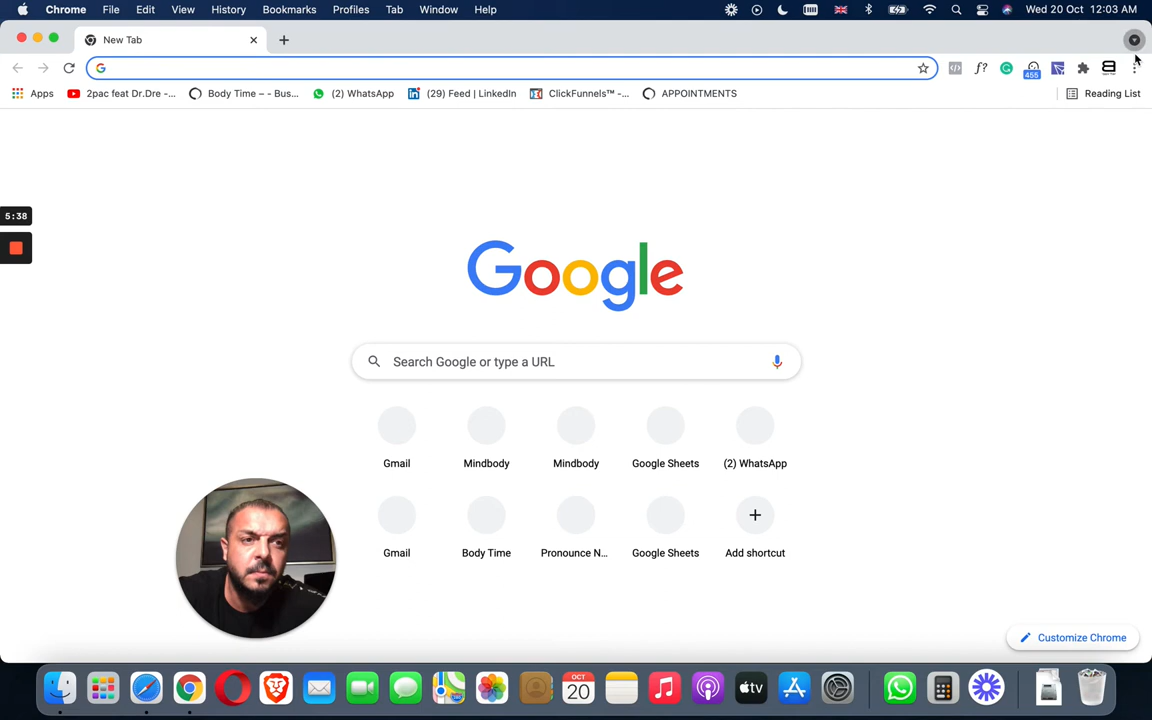 Chrome File Edit View History Bookmarks Profiles Tab Window Help Wed 20 Oct 12:03 AM
New Tab
455
Apps 2pac feat Dr.Dre -... Body Time – - Bus... (2) WhatsApp (29) Feed | LinkedIn ClickFunnels™ -... APPOINTMENTS Reading List
5:38
Google
Search Google or type a URL
Gmail Mindbody Mindbody Google Sheets (2) WhatsApp
Gmail Body Time Pronounce N... Google Sheets Add shortcut
Customize Chrome
OCT
20
tv